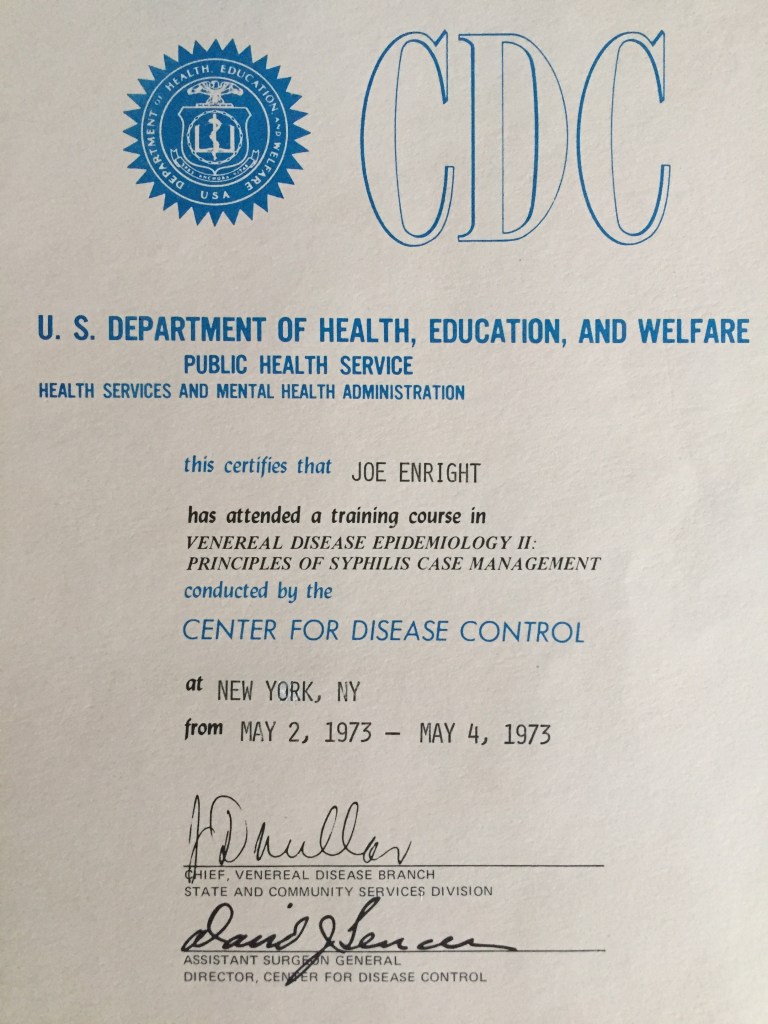 DEPARTMENT OF HEALTH, EDUCATION AND WELFARE
USA
CDC
U. S. DEPARTMENT OF HEALTH, EDUCATION, AND WELFARE
PUBLIC HEALTH SERVICE
HEALTH SERVICES AND MENTAL HEALTH ADMINISTRATION
this certifies that JOE ENRIGHT
has attended a training course in
VENEREAL DISEASE EPIDEMIOLOGY II:
PRINCIPLES OF SYPHILIS CASE MANAGEMENT
conducted by the
CENTER FOR DISEASE CONTROL
at NEW YORK, NY
from MAY 2, 1973 – MAY 4, 1973
CHIEF, VENEREAL DISEASE BRANCH
STATE AND COMMUNITY SERVICES DIVISION
David J Sencer
ASSISTANT SURGEON GENERAL
DIRECTOR, CENTER FOR DISEASE CONTROL